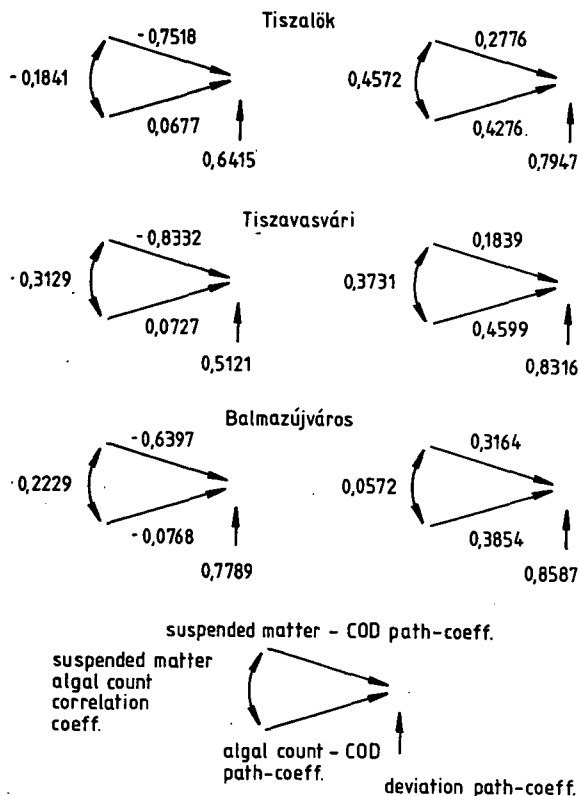 Tiszalök
-0,7518
-0,1841
0,0677
0,6415
0,2776
0,4572
0,4276
0,7947
Tiszavasvári
-0,8332
-0,3129
0,0727
0,5121
0,1839
0,3731
0,4599
0,8316
Balmazújváros
-0,6397
-0,2229
-0,0768
0,7789
0,3164
0,0572
0,3854
0,8587
suspended matter – COD path-coeff.
suspended matter
algal count
correlation
coeff.
algal count – COD
path-coeff.
deviation path-coeff.